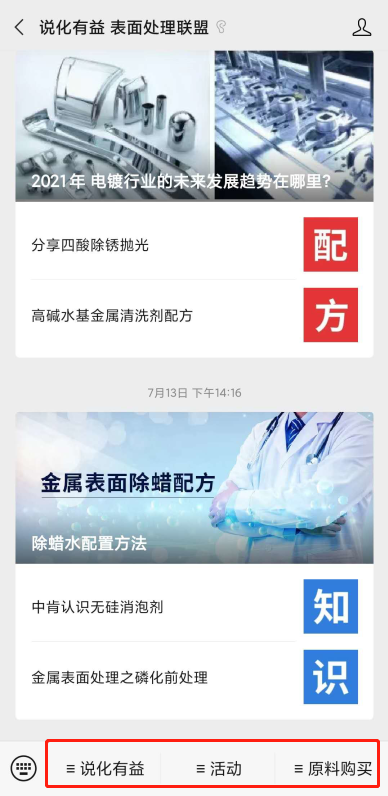 说化有益 表面处理联盟
2021年 电镀行业的未来发展趋势在哪里?
分享四酸除锈抛光
配
高碱水基金属清洗剂配方
方
7月13日 下午14:16
金属表面除蜡配方
除蜡水配置方法
中肯认识无硅消泡剂
知
金属表面处理之磷化前处理
识
≡ 说化有益 ≡ 活动 ≡ 原料购买